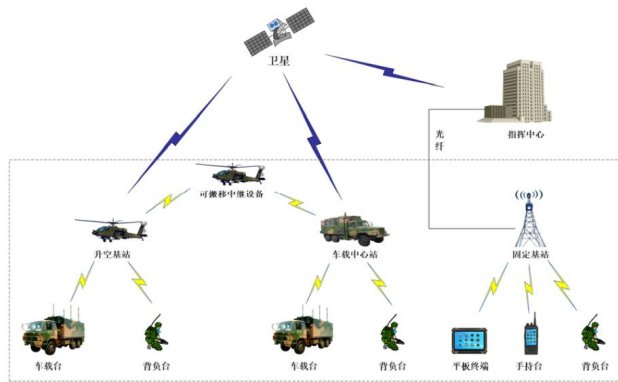 卫星
指挥中心
光
纤
可搬移中继设备
升空基站
车载中心站
固定基站
车载台
背负台
车载台
背负台
平板终端
手持台
背负台